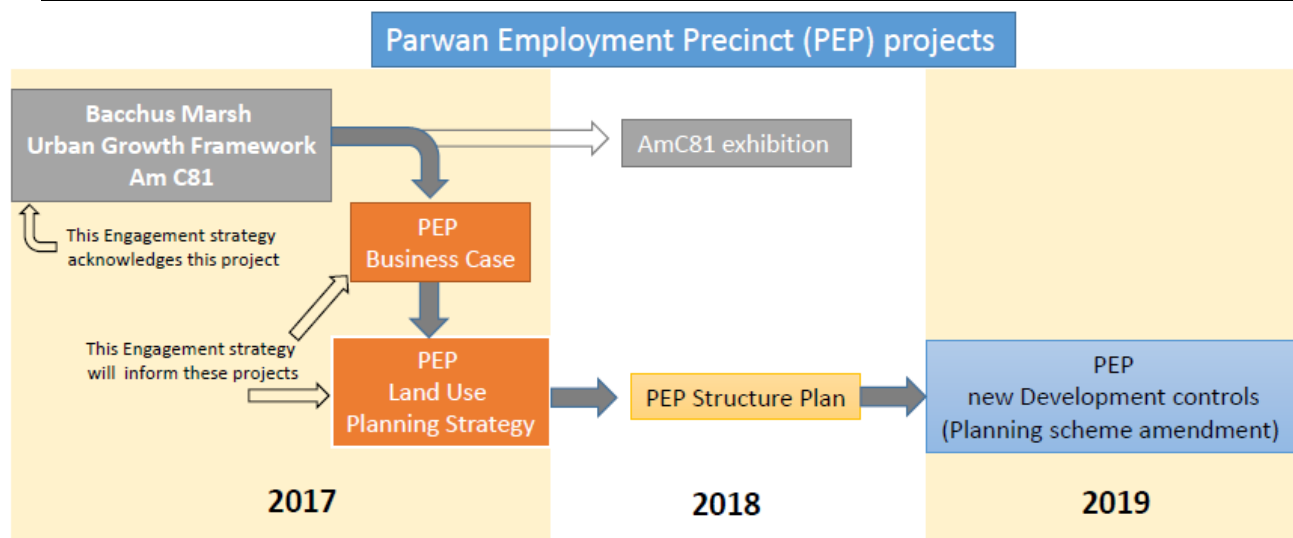 Parwan Employment Precinct (PEP) projects
Bacchus Marsh
Urban Growth Framework
Am C81
AmC81 exhibition
This Engagement strategy
acknowledges this project
PEP
Business Case
This Engagement strategy
will inform these projects
PEP
Land Use
Planning Strategy
PEP Structure Plan
PEP
new Development controls
(Planning scheme amendment)
2017
2018
2019